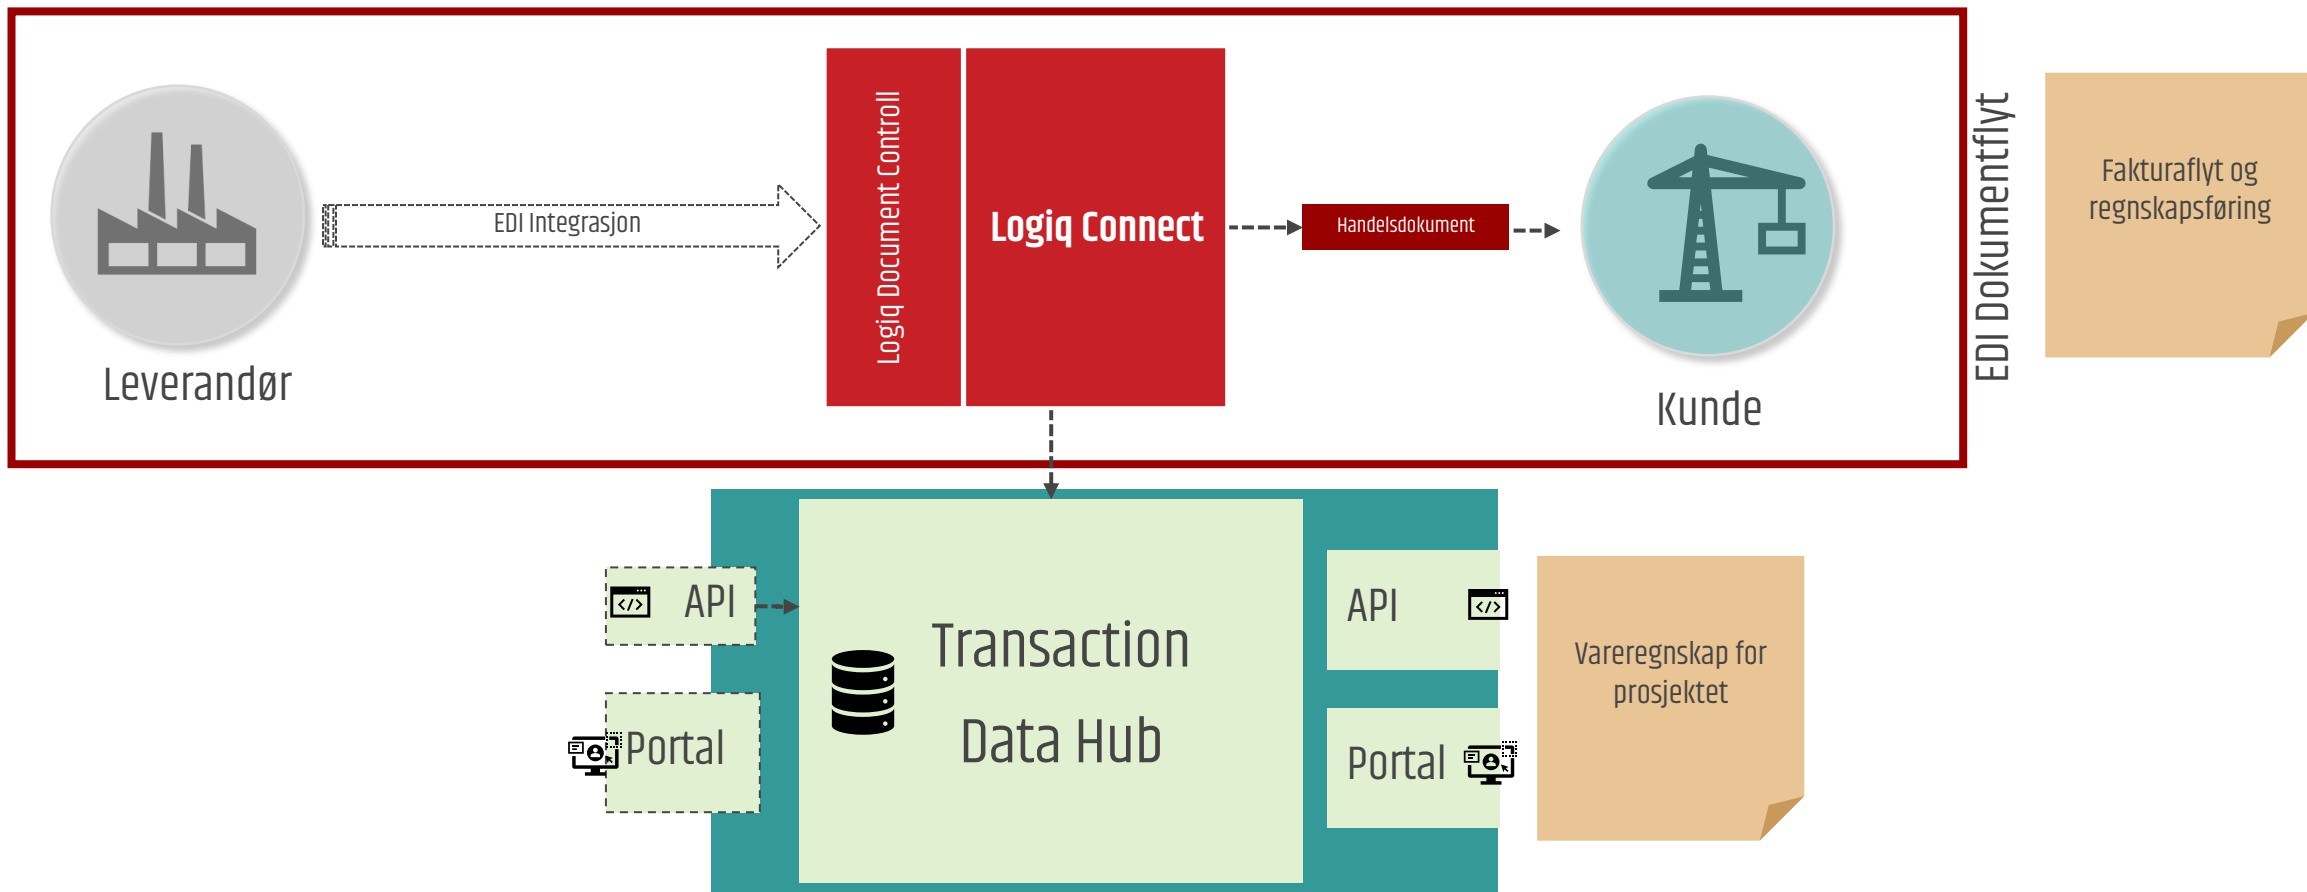 Leverandør
EDI Integrasjon
Logiq Document Controll
Logiq Connect
Handelsdokument
Kunde
EDI Dokumentflyt
Fakturaflyt og
regnskapsføring
API
Portal
Transaction
Data Hub
API
Portal
Vareregnskap for
prosjektet